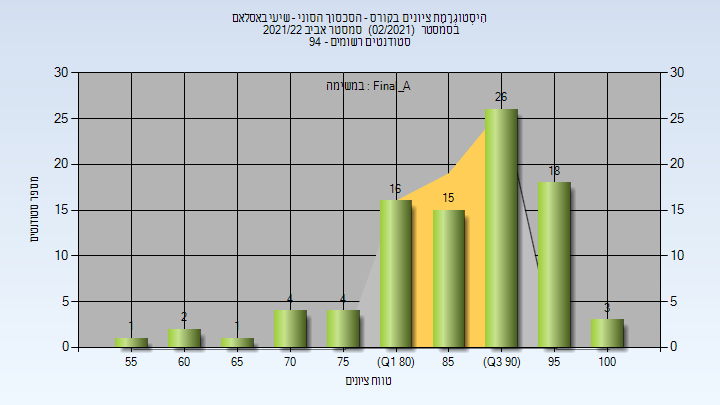 היסטוגרמת ציונים בקורס - הסכסוך הסוני - שיעי באסלאם
בסמסטר (02/2021) סמסטר אביב 2021/22
סטודנטים רשומים - 94
במשימה : Final_A
30 30
25 25
20 20
15 15
10 10
5 5
0 0
1 2 1 4 4 16 15 26 18 3
55 60 65 70 75 (Q1 80) 85 (Q3 90) 95 100
מספר סטודנטים
טווח ציונים